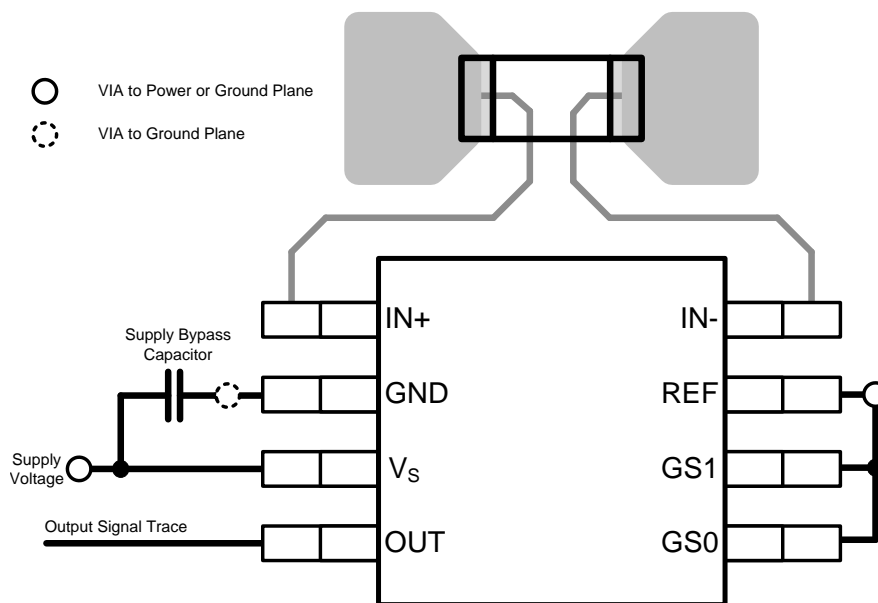 VIA to Power or Ground Plane
VIA to Ground Plane
IN+
IN-
Supply Bypass
Capacitor
GND
REF
Supply
Voltage
VS
GS1
Output Signal Trace
OUT
GS0